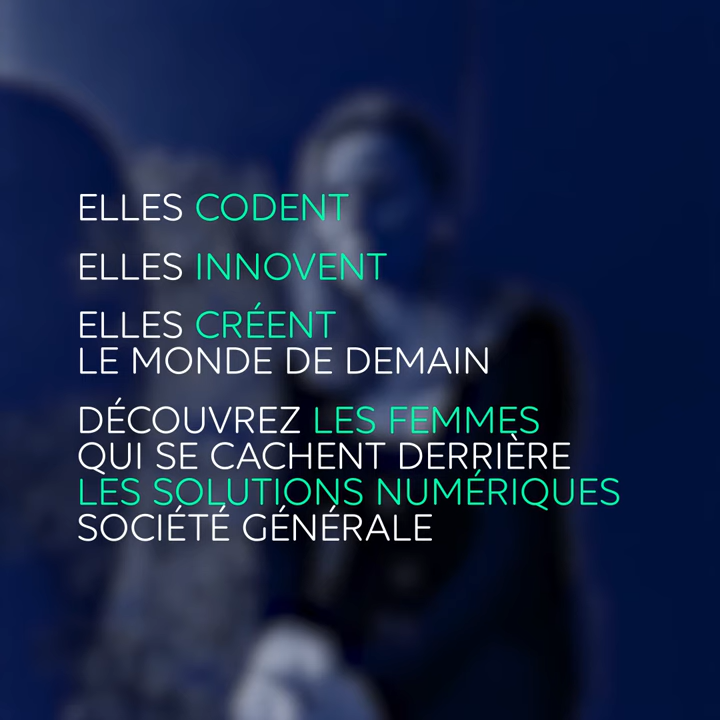 ELLES CODENT
ELLES INNOVENT
ELLES CRÉENT
LE MONDE DE DEMAIN
DÉCOUVREZ LES FEMMES
QUI SE CACHENT DERRIÈRE
LES SOLUTIONS NUMÉRIQUES
SOCIÉTÉ GÉNÉRALE